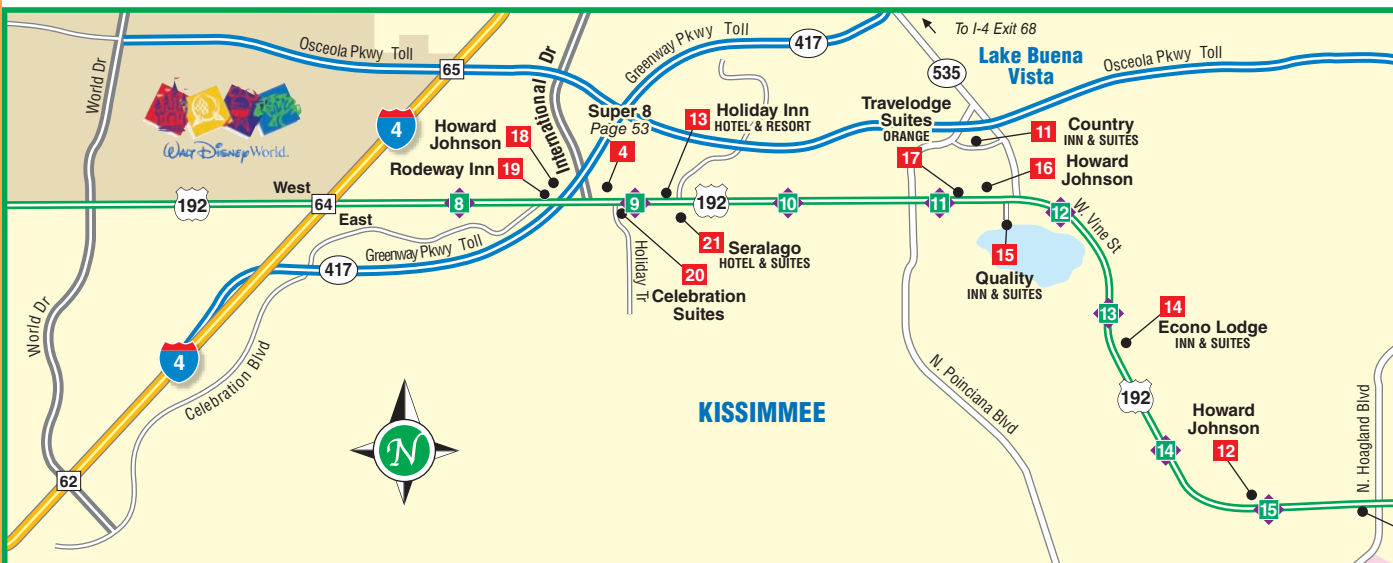 To I-4 Exit 68
World Dr
Osceola Pkwy Toll
65
International Dr
Greenway Pkwy Toll
417
535
Lake Buena
Vista
Osceola Pkwy Toll
4
WALT DISNEY World.
Howard
Johnson
18
Rodeway Inn
19
Super 8
Page 53
4
13
Holiday Inn
HOTEL & RESORT
Travelodge
Suites
ORANGE
17
11
Country
INN & SUITES
16
Howard
Johnson
192
West
64
East
8
9
192
10
11
12
W. Vine St
Greenway Pkwy Toll
417
Holiday Tr
21
Seralago
HOTEL & SUITES
20
Celebration
Suites
15
Quality
INN & SUITES
13
14
Econo Lodge
INN & SUITES
World Dr
4
Celebration Blvd
N. Poinciana Blvd
KISSIMMEE
192
N. Hoagland Blvd
N
Howard
Johnson
12
14
62
15